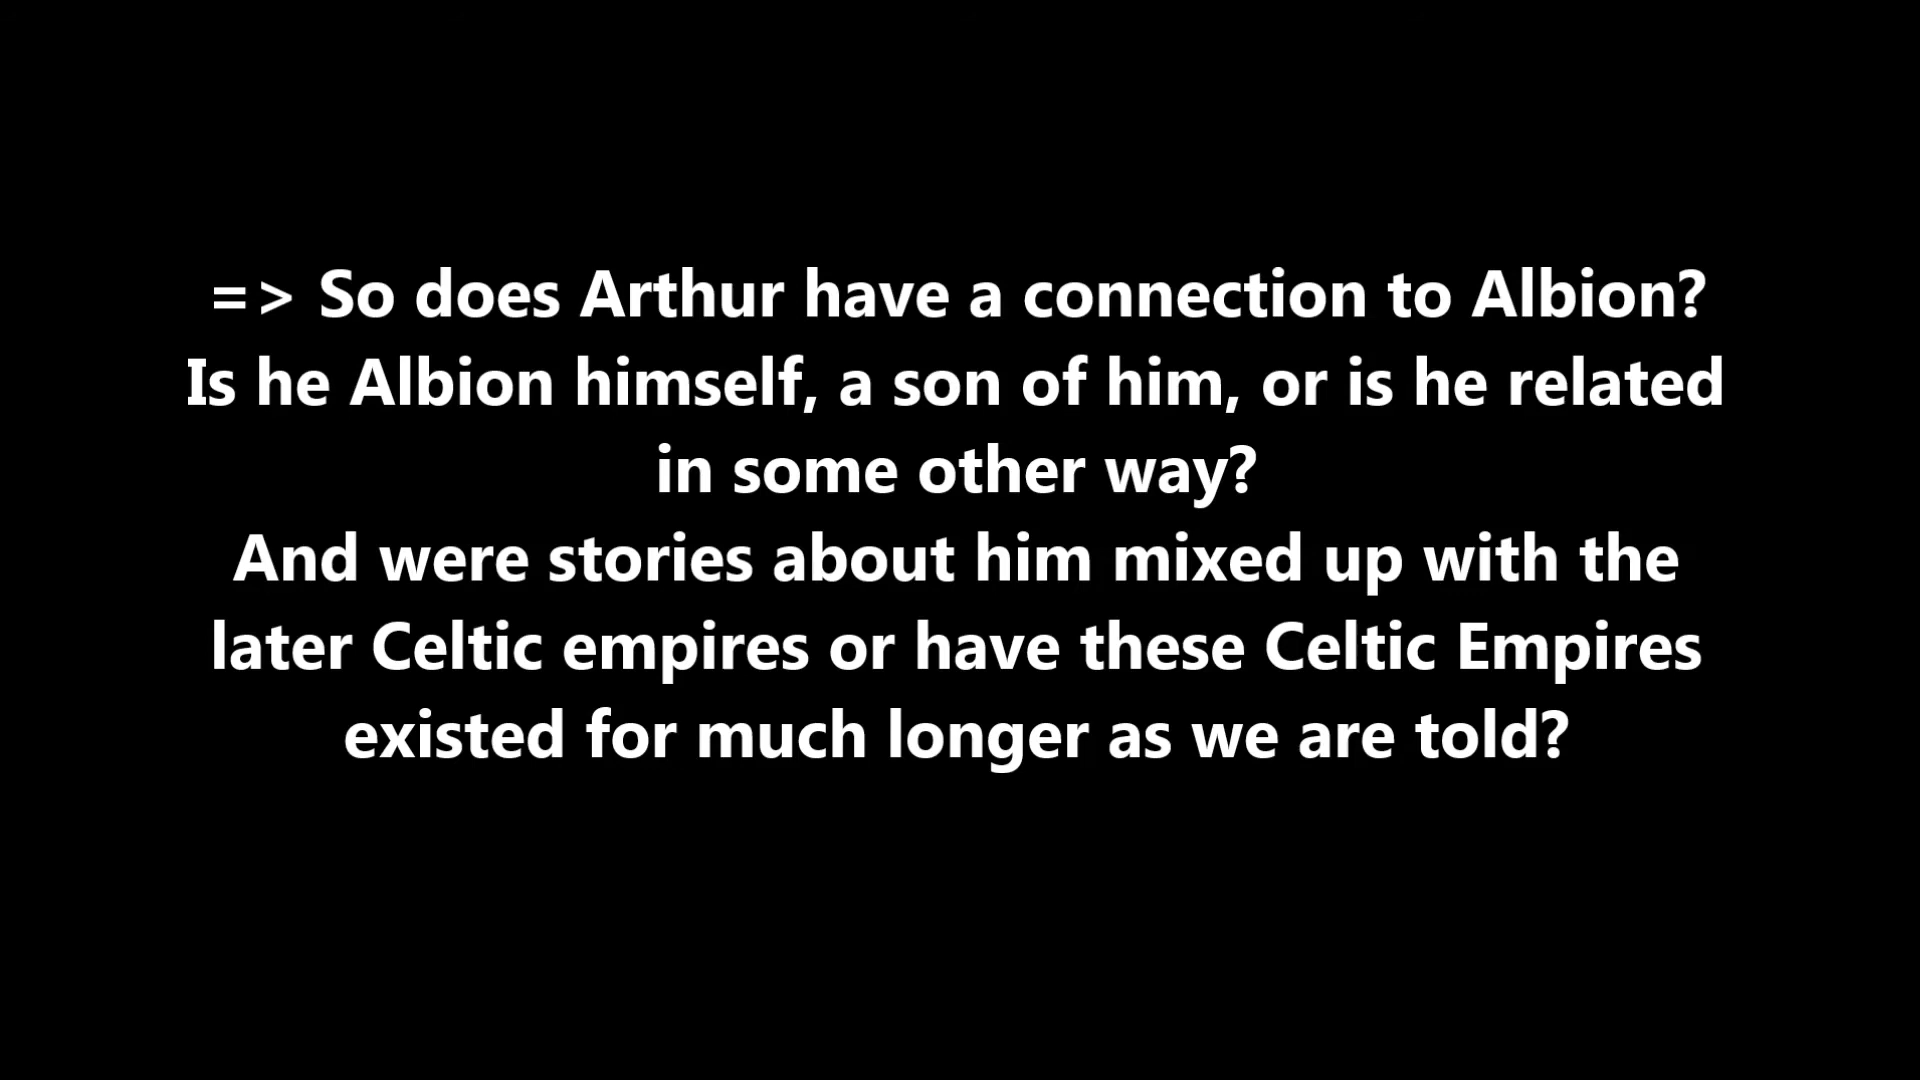 => So does Arthur have a connection to Albion?
Is he Albion himself, a son of him, or is he related
in some other way?
And were stories about him mixed up with the
later Celtic empires or have these Celtic Empires
existed for much longer as we are told?